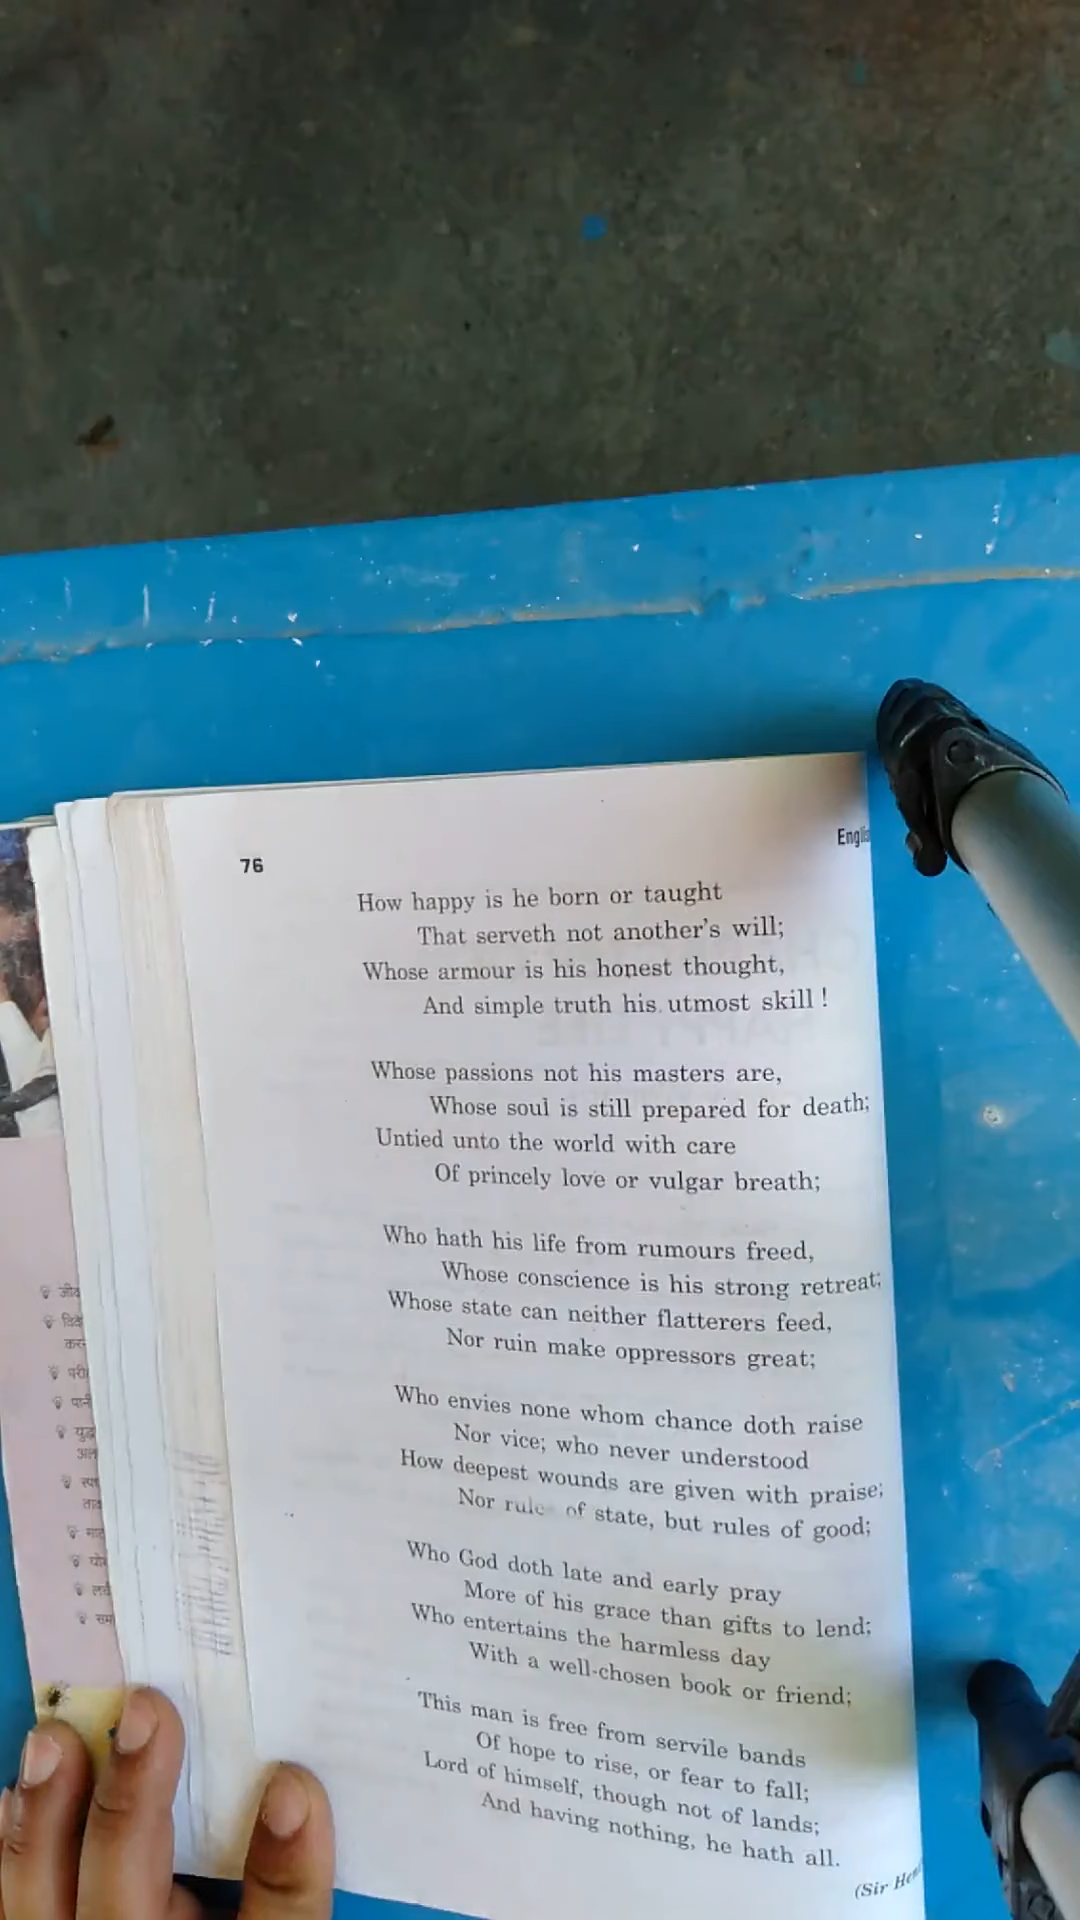 76
How happy is he born or taught
That serveth not another's will;
Whose armour is his honest thought,
And simple truth his utmost skill !
Whose passions not his masters are,
Whose soul is still prepared for death;
Untied unto the world with care
Of princely love or vulgar breath;
Who hath his life from rumours freed,
Whose conscience is his strong retreat;
Whose state can neither flatterers feed,
Nor ruin make oppressors great;
Who envies none whom chance doth raise
Nor vice; who never understood
How deepest wounds are given with praise;
Nor rule of state, but rules of good;
Who God doth late and early pray
More of his grace than gifts to lend;
Who entertains the harmless day
With a well-chosen book or friend;
This man is free from servile bands
Of hope to rise, or fear to fall;
Lord of himself, though not of lands;
And having nothing, he hath all.
(Sir